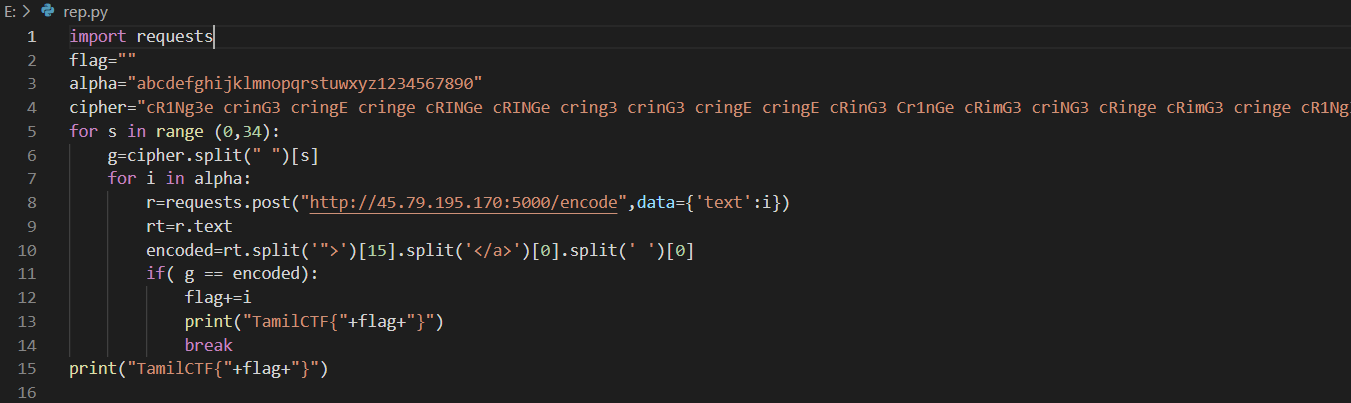 E: > rep.py
1 import requests
2 flag=""
3 alpha="abcdefghijklmnopqrstuwxyz1234567890"
4 cipher="cR1Ng3e crinG3 cringE cringe cRINGe cRINGe cring3 crinG3 cringE cringE cRinG3 Cr1nGe cRimG3 criNG3 cRinge cRimG3 cringe cR1Ng
5 for s in range (0,34):
6     g=cipher.split(" ")[s]
7     for i in alpha:
8         r=requests.post("http://45.79.195.170:5000/encode",data={'text':i})
9         rt=r.text
10         encoded=rt.split('">')[15].split('</a>')[0].split(' ')[0]
11         if( g == encoded):
12             flag+=i
13             print("TamilCTF{"+flag+"}")
14             break
15 print("TamilCTF{"+flag+"}")
16